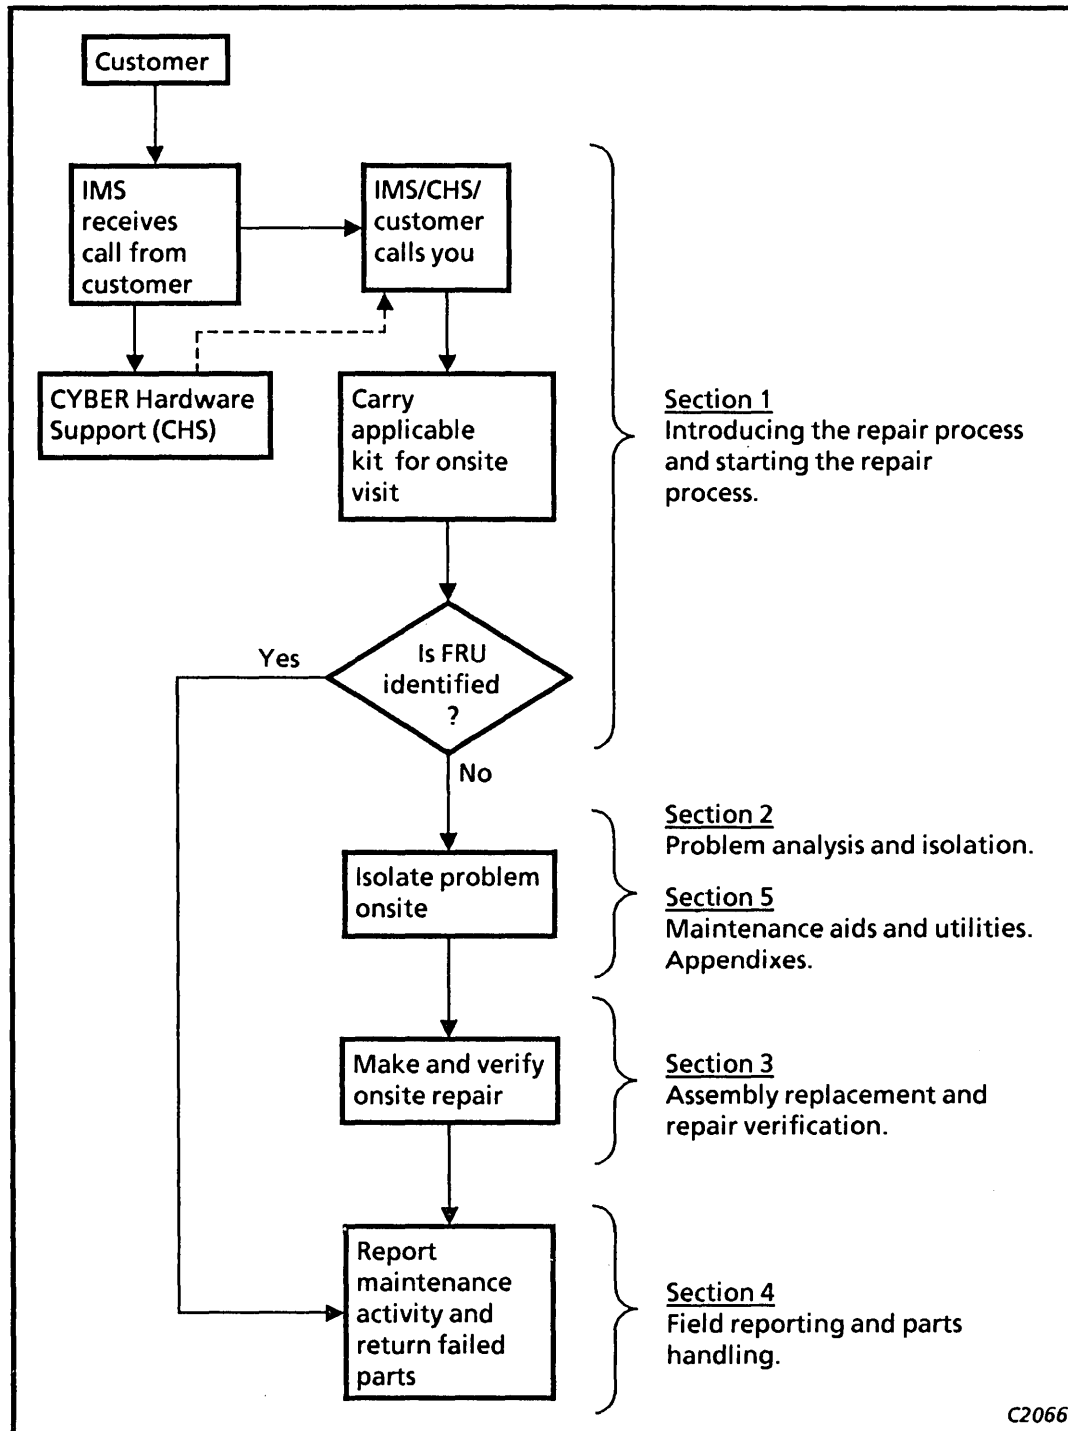 Customer
IMS
receives
call from
customer
IMS/CHS/
customer
calls you
CYBER Hardware
Support (CHS)
Carry
applicable
kit for onsite
visit
Section 1
Introducing the repair process
and starting the repair
process.
Yes
Is FRU
identified
?
No
Isolate problem
onsite
Section 2
Problem analysis and isolation.
Section 5
Maintenance aids and utilities.
Appendixes.
Make and verify
onsite repair
Section 3
Assembly replacement and
repair verification.
Report
maintenance
activity and
return failed
parts
Section 4
Field reporting and parts
handling.
C2066